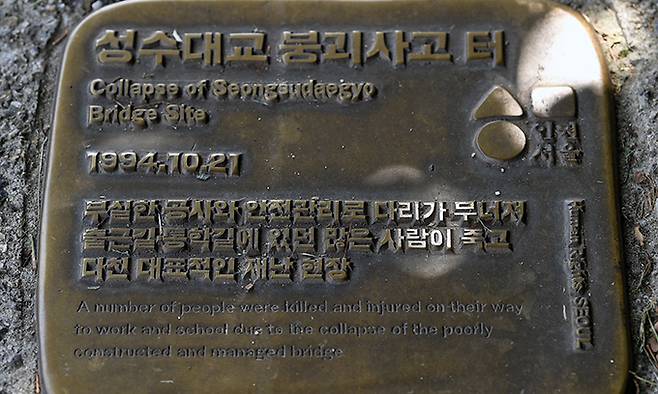 성수대교 붕괴사고 터
Collapse of Seongsudaegyo
Bridge Site
인권
서울
1994.10.21
부실한 공사와 안전관리로 다리가 무너져
출근길 등학길에 있던 많은 사람이 죽고
다친 대표적인 재난 현장
A number of people were killed and injured on their way
to work and school due to the collapse of the poorly
constructed and managed bridge
SEOUL